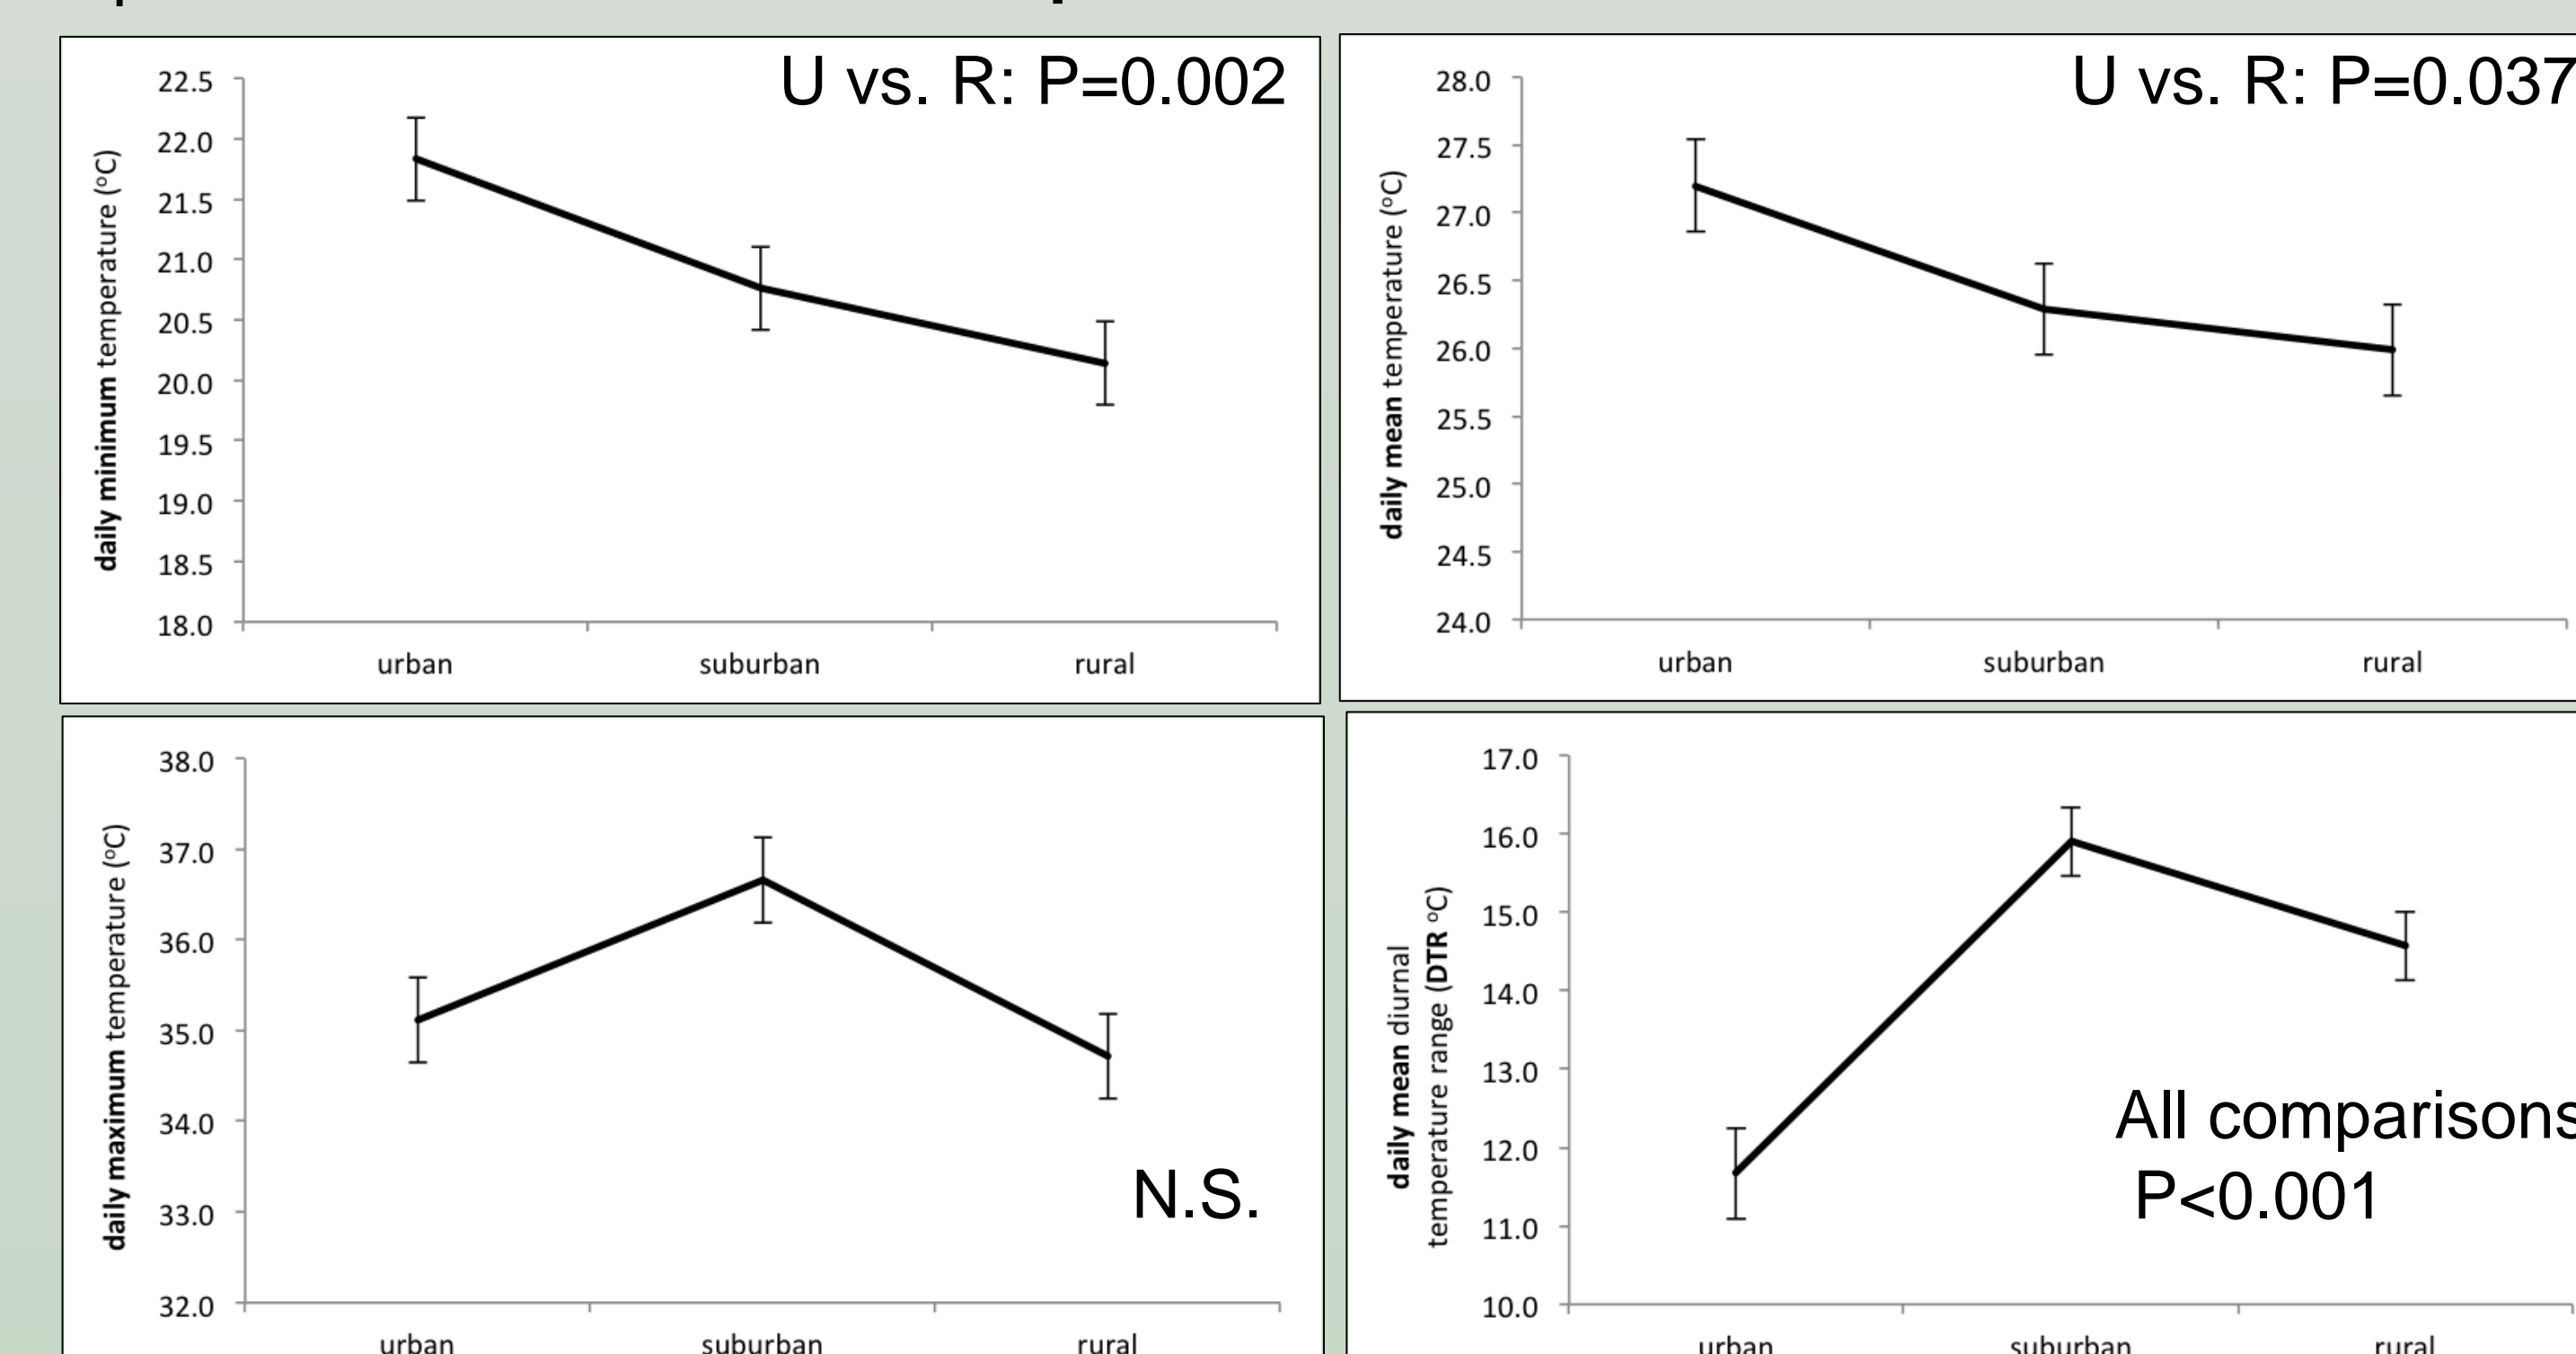 U vs. R: P=0.002
22.5
22.0
21.5
21.0
20.5
20.0
19.5
19.0
18.5
18.0
daily minimum temperature (oC)
urban suburban rural
U vs. R: P=0.037
28.0
27.5
27.0
26.5
26.0
25.5
25.0
24.5
24.0
daily mean temperature (oC)
urban suburban rural
38.0
37.0
36.0
35.0
34.0
33.0
32.0
daily maximum temperature (oC)
N.S.
urban suburban rural
17.0
16.0
15.0
14.0
13.0
12.0
11.0
10.0
daily mean diurnal
temperature range (DTR oC)
All comparisons
P<0.001
urban suburban rural